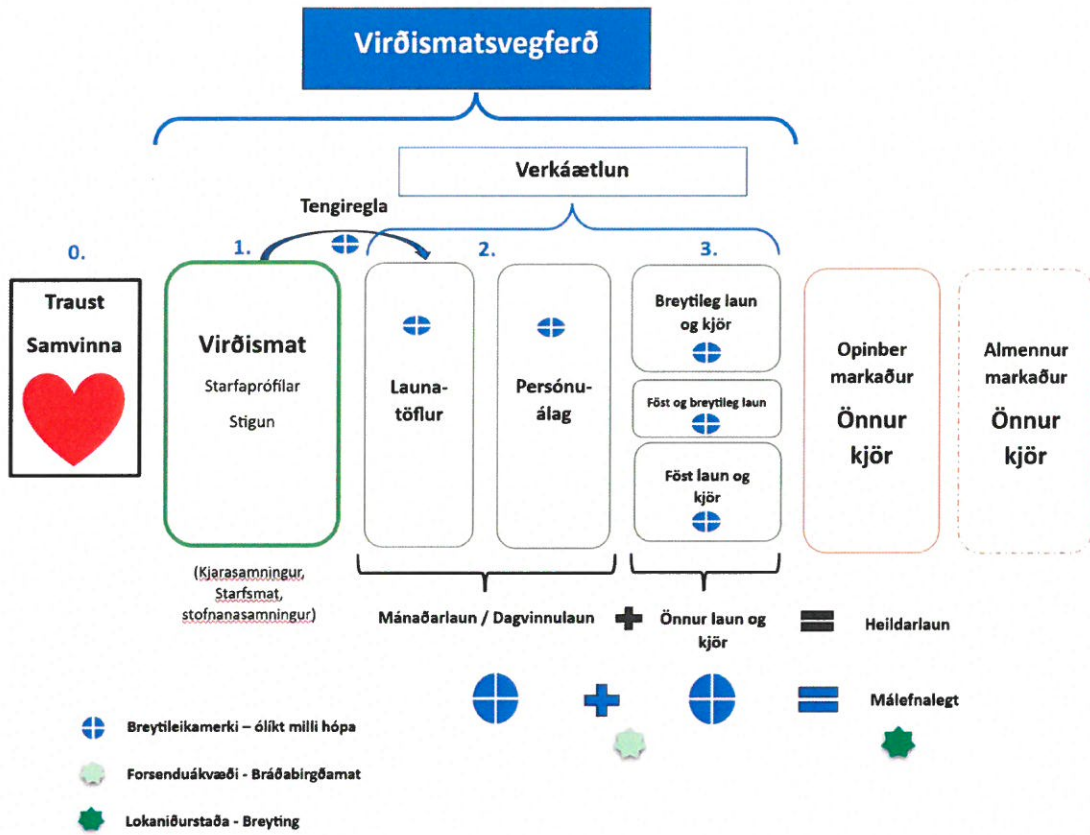 Virðismatsvegferð
Verkáætlun
Tengiregla
0.
1.
2.
3.
Traust
Samvinna
Virðismat
Starfaprófílar
Stigun
Launa-
töflur
Persónu-
álag
Breytileg laun
og kjör
Föst og breytileg laun
Föst laun og
kjör
Opinber
markaður
Önnur
kjör
Almennur
markaður
Önnur
kjör
(Kjarasamningur,
Starfsmat,
stofnanasamningur)
Mánaðarlaun / Dagvinnulaun
Önnur laun og
kjör
Heildarlaun
Málefnalegt
Breytileikamerki – ólíkt milli hópa
Forsenduákvæði - Bráðabirgðamat
Lokaniðurstaða - Breyting